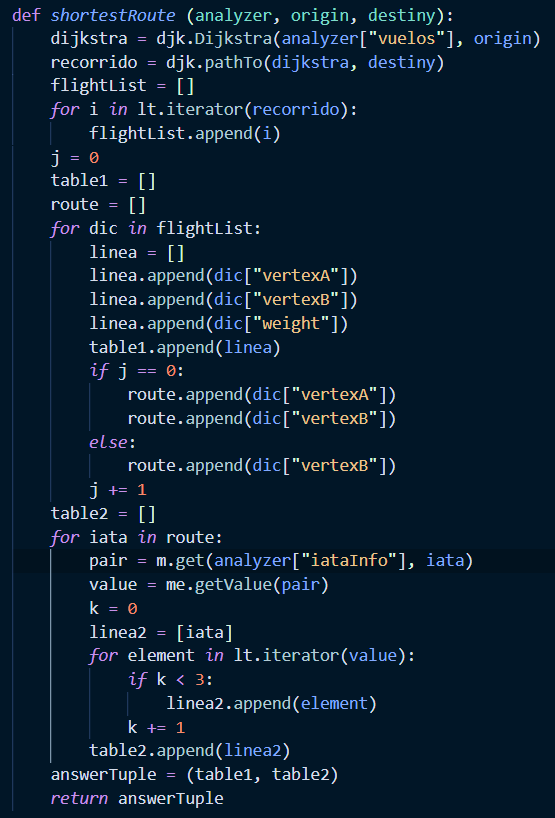 def shortestRoute (analyzer, origin, destiny):
    dijkstra = djk.Dijkstra(analyzer["vuelos"], origin)
    recorrido = djk.pathTo(dijkstra, destiny)
    flightList = []
    for i in lt.iterator(recorrido):
        flightList.append(i)
    j = 0
    table1 = []
    route = []
    for dic in flightList:
        linea = []
        linea.append(dic["vertexA"])
        linea.append(dic["vertexB"])
        linea.append(dic["weight"])
        table1.append(linea)
        if j == 0:
            route.append(dic["vertexA"])
            route.append(dic["vertexB"])
        else:
            route.append(dic["vertexB"])
        j += 1
    table2 = []
    for iata in route:
        pair = m.get(analyzer["iataInfo"], iata)
        value = me.getValue(pair)
        k = 0
        linea2 = [iata]
        for element in lt.iterator(value):
            if k < 3:
                linea2.append(element)
            k += 1
        table2.append(linea2)
    answerTuple = (table1, table2)
    return answerTuple